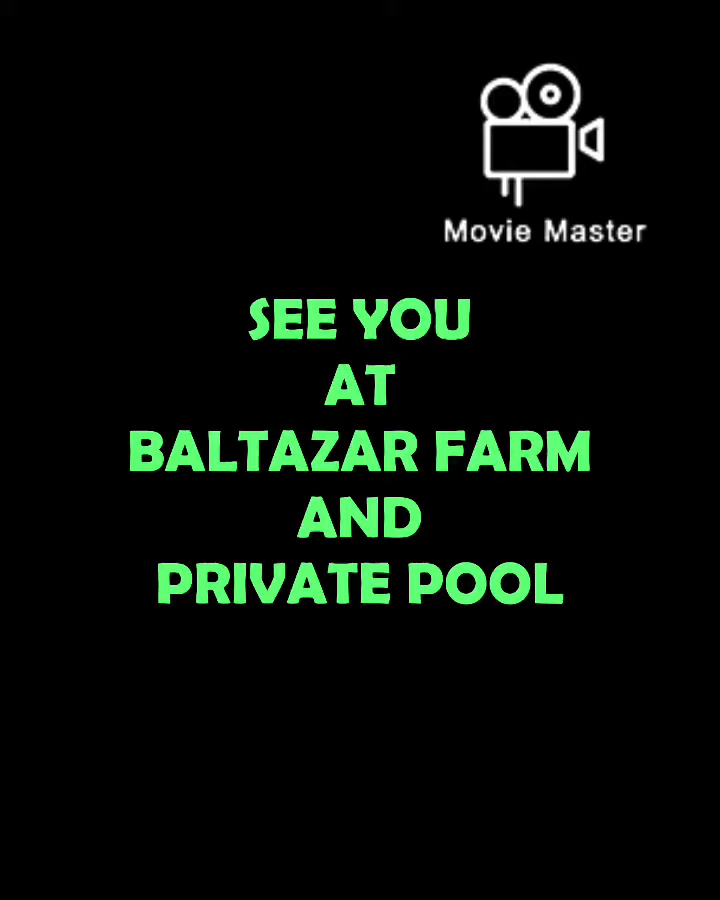 Movie Master
SEE YOU
AT
BALTAZAR FARM
AND
PRIVATE POOL